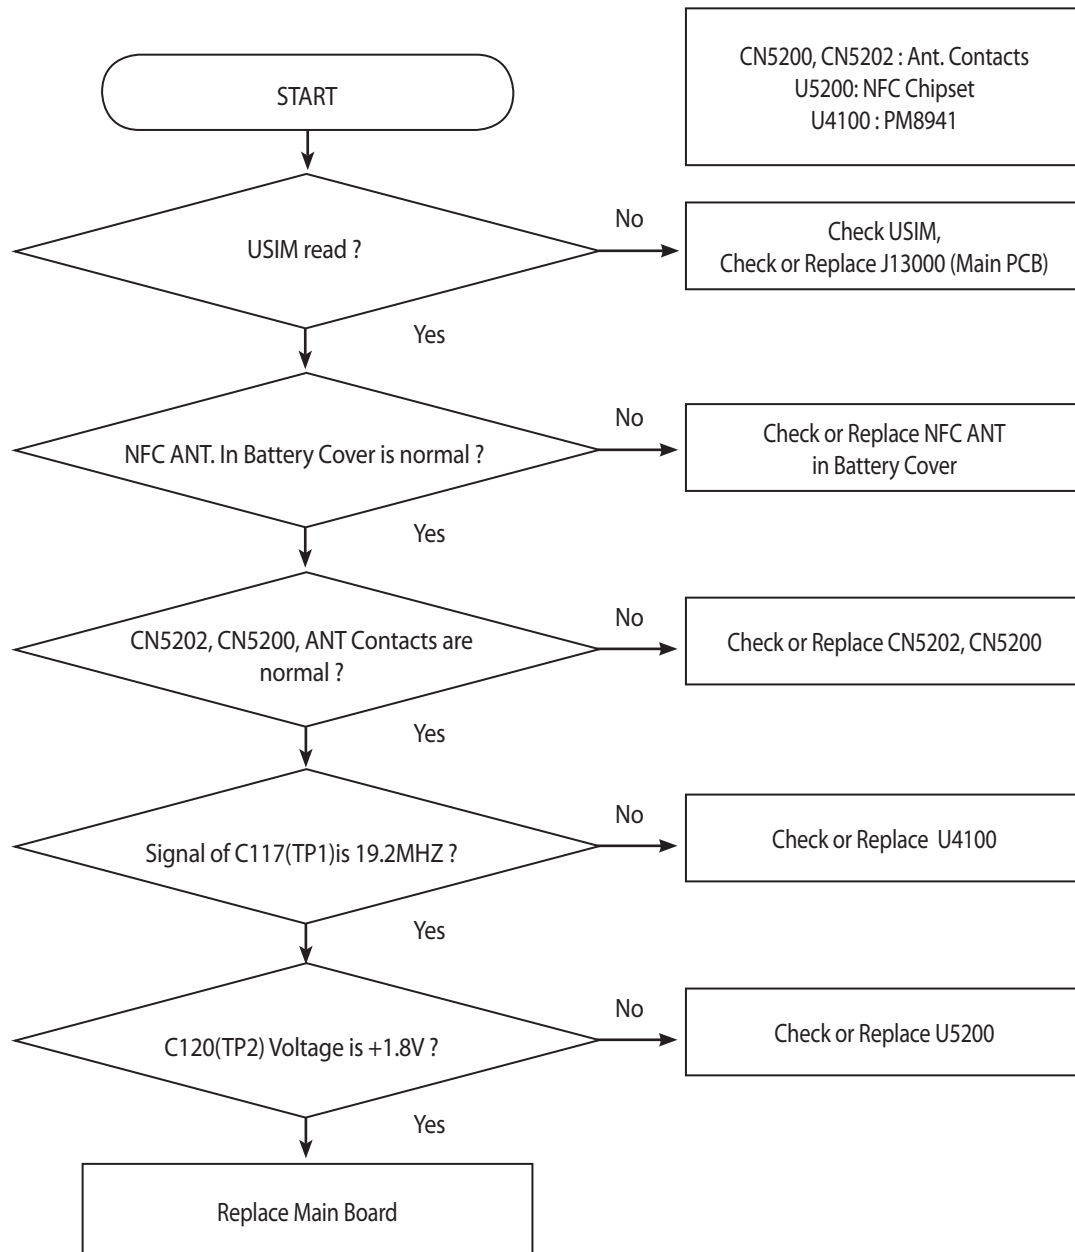 START
CN5200, CN5202 : Ant. Contacts
U5200: NFC Chipset
U4100 : PM8941
USIM read ?
No
Check USIM,
Check or Replace J13000 (Main PCB)
Yes
NFC ANT. In Battery Cover is normal ?
No
Check or Replace NFC ANT
in Battery Cover
Yes
CN5202, CN5200, ANT Contacts are
normal ?
No
Check or Replace CN5202, CN5200
Yes
Signal of C117(TP1)is 19.2MHZ ?
No
Check or Replace  U4100
Yes
C120(TP2) Voltage is +1.8V ?
No
Check or Replace U5200
Yes
Replace Main Board